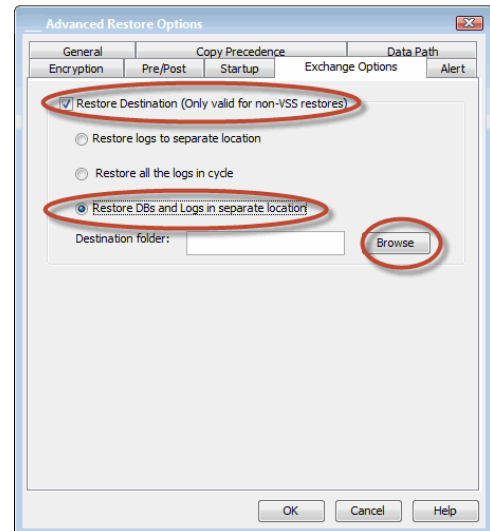 Advanced Restore Options
General Copy Precedence Data Path
Encryption Pre/Post Startup Exchange Options Alert
Restore Destination (Only valid for non-VSS restores)
Restore logs to separate location
Restore all the logs in cycle
Restore DBs and Logs in separate location
Destination folder: Browse
OK Cancel Help